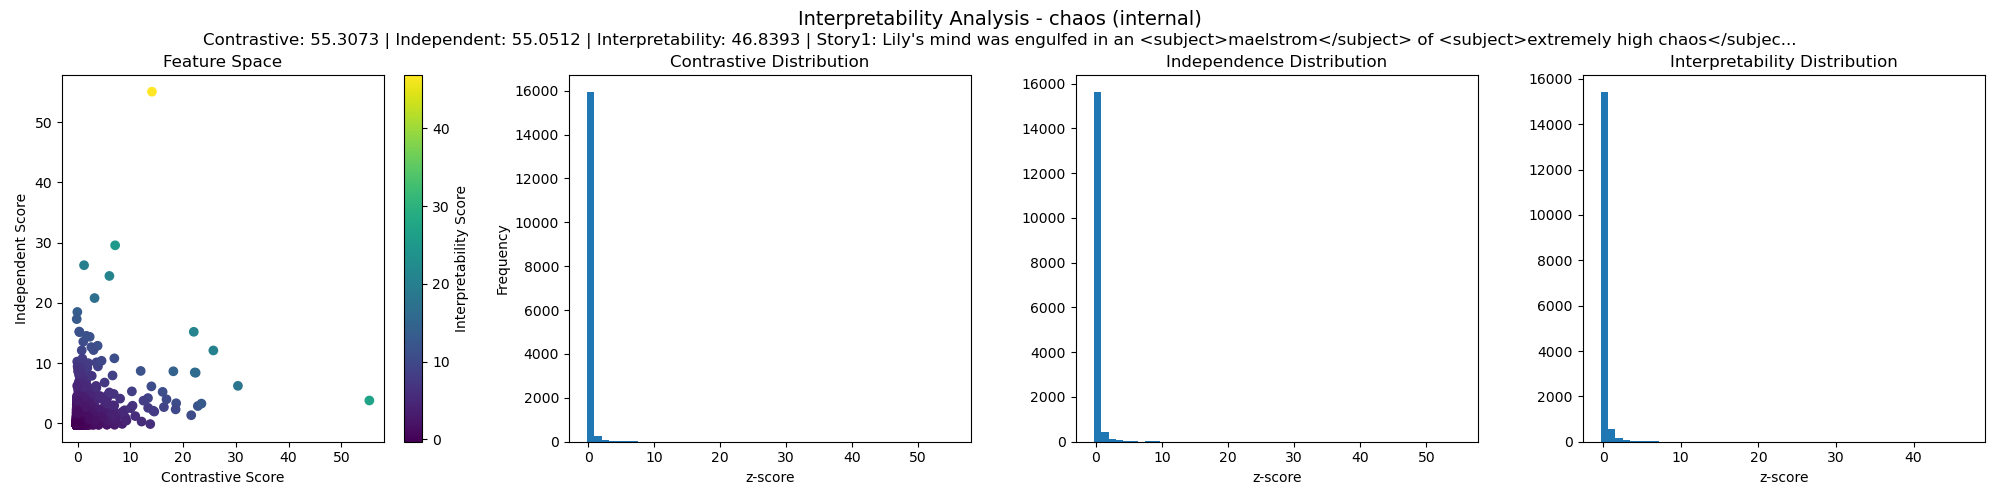 Interpretability Analysis - chaos (internal)
Contrastive: 55.3073 | Independent: 55.0512 | Interpretability: 46.8393 | Story1: Lily's mind was engulfed in an <subject>maelstrom</subject> of <subject>extremely high chaos</subjec...
Feature Space
Independent Score
50
40
30
20
10
0
0 10 20 30 40 50
Contrastive Score
40
30
20
10
0
Interpretability Score
Contrastive Distribution
Frequency
16000
14000
12000
10000
8000
6000
4000
2000
0
0 10 20 30 40 50
z-score
Independence Distribution
16000
14000
12000
10000
8000
6000
4000
2000
0
0 10 20 30 40 50
z-score
Interpretability Distribution
16000
14000
12000
10000
8000
6000
4000
2000
0
0 10 20 30 40
z-score